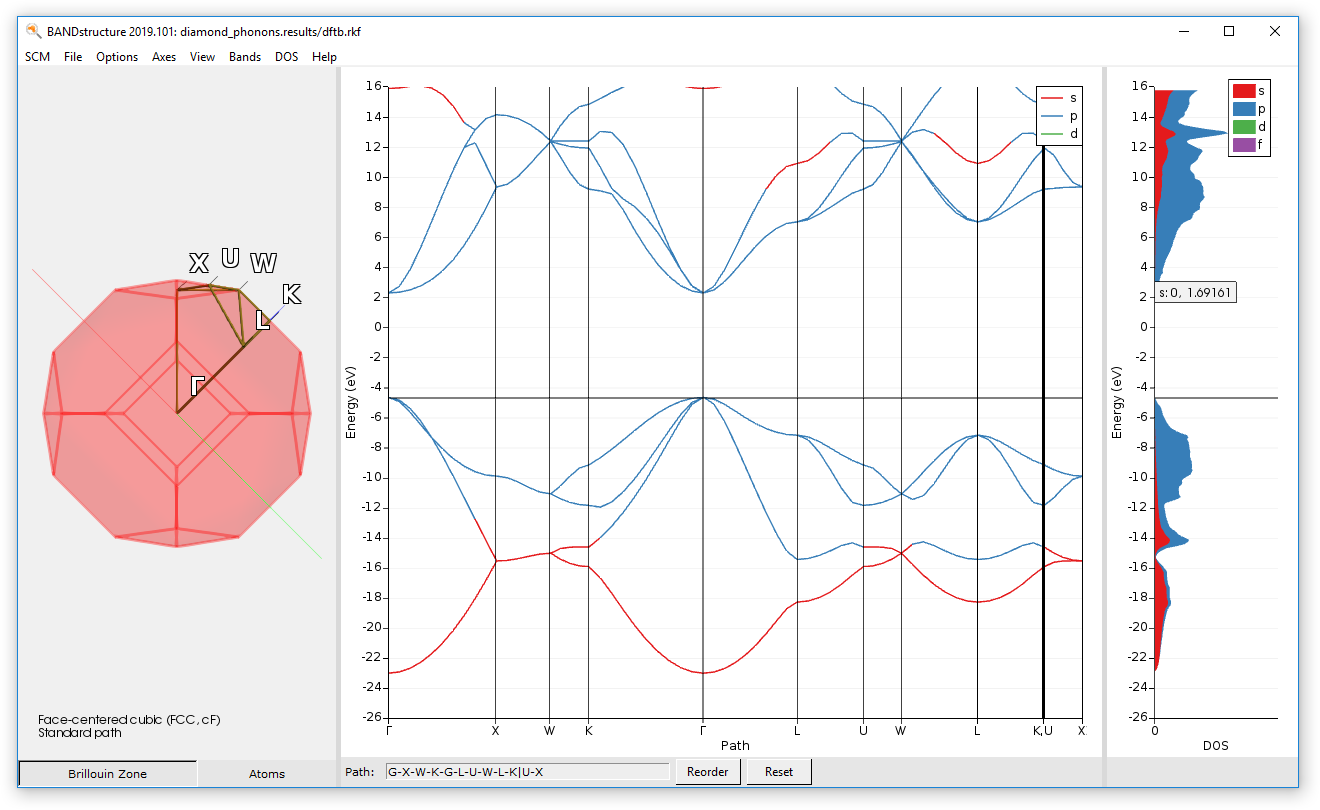 BANDstructure 2019.101: diamond_phonons.results/dftb.rkf
SCM File Options Axes View Bands DOS Help
X U W
K
L
Γ
Face-centered cubic (FCC, cF)
Standard path
Brillouin Zone Atoms
16
14
12
10
8
6
4
2
0
-2
-4
-6
-8
-10
-12
-14
-16
-18
-20
-22
-24
-26
Energy (eV)
s
p
d
Γ X W K Γ L U W L K,U X
Path
Path: G-X-W-K-G-L-U-W-L-K|U-X Reorder Reset
16
14
12
10
8
6
4
2
0
-2
-4
-6
-8
-10
-12
-14
-16
-18
-20
-22
-24
-26
Energy (eV)
s
p
d
f
s: 0, 1.69161
0
DOS